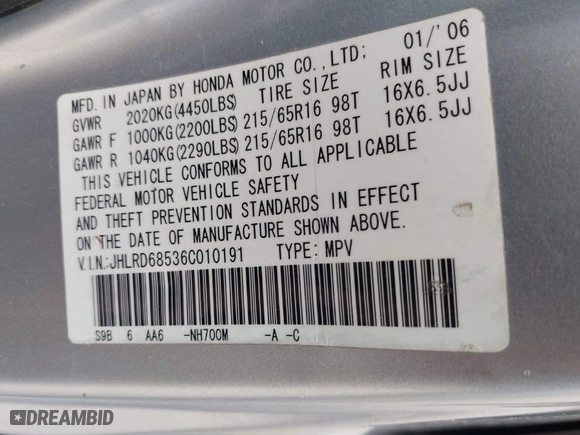 MFD. IN JAPAN BY HONDA MOTOR CO., LTD; 01/'06
GVWR 2020KG(4450LBS) TIRE SIZE RIM SIZE
GAWR F 1000KG(2200LBS) 215/65R16 98T 16X6.5JJ
GAWR R 1040KG(2290LBS) 215/65R16 98T 16X6.5JJ
THIS VEHICLE CONFORMS TO ALL APPLICABLE
FEDERAL MOTOR VEHICLE SAFETY
AND THEFT PREVENTION STANDARDS IN EFFECT
ON THE DATE OF MANUFACTURE SHOWN ABOVE.
V.I.N.:JHLRD68536C010191 TYPE: MPV
S9B 6 AA6 -NH700M -A -C
DREAMBID